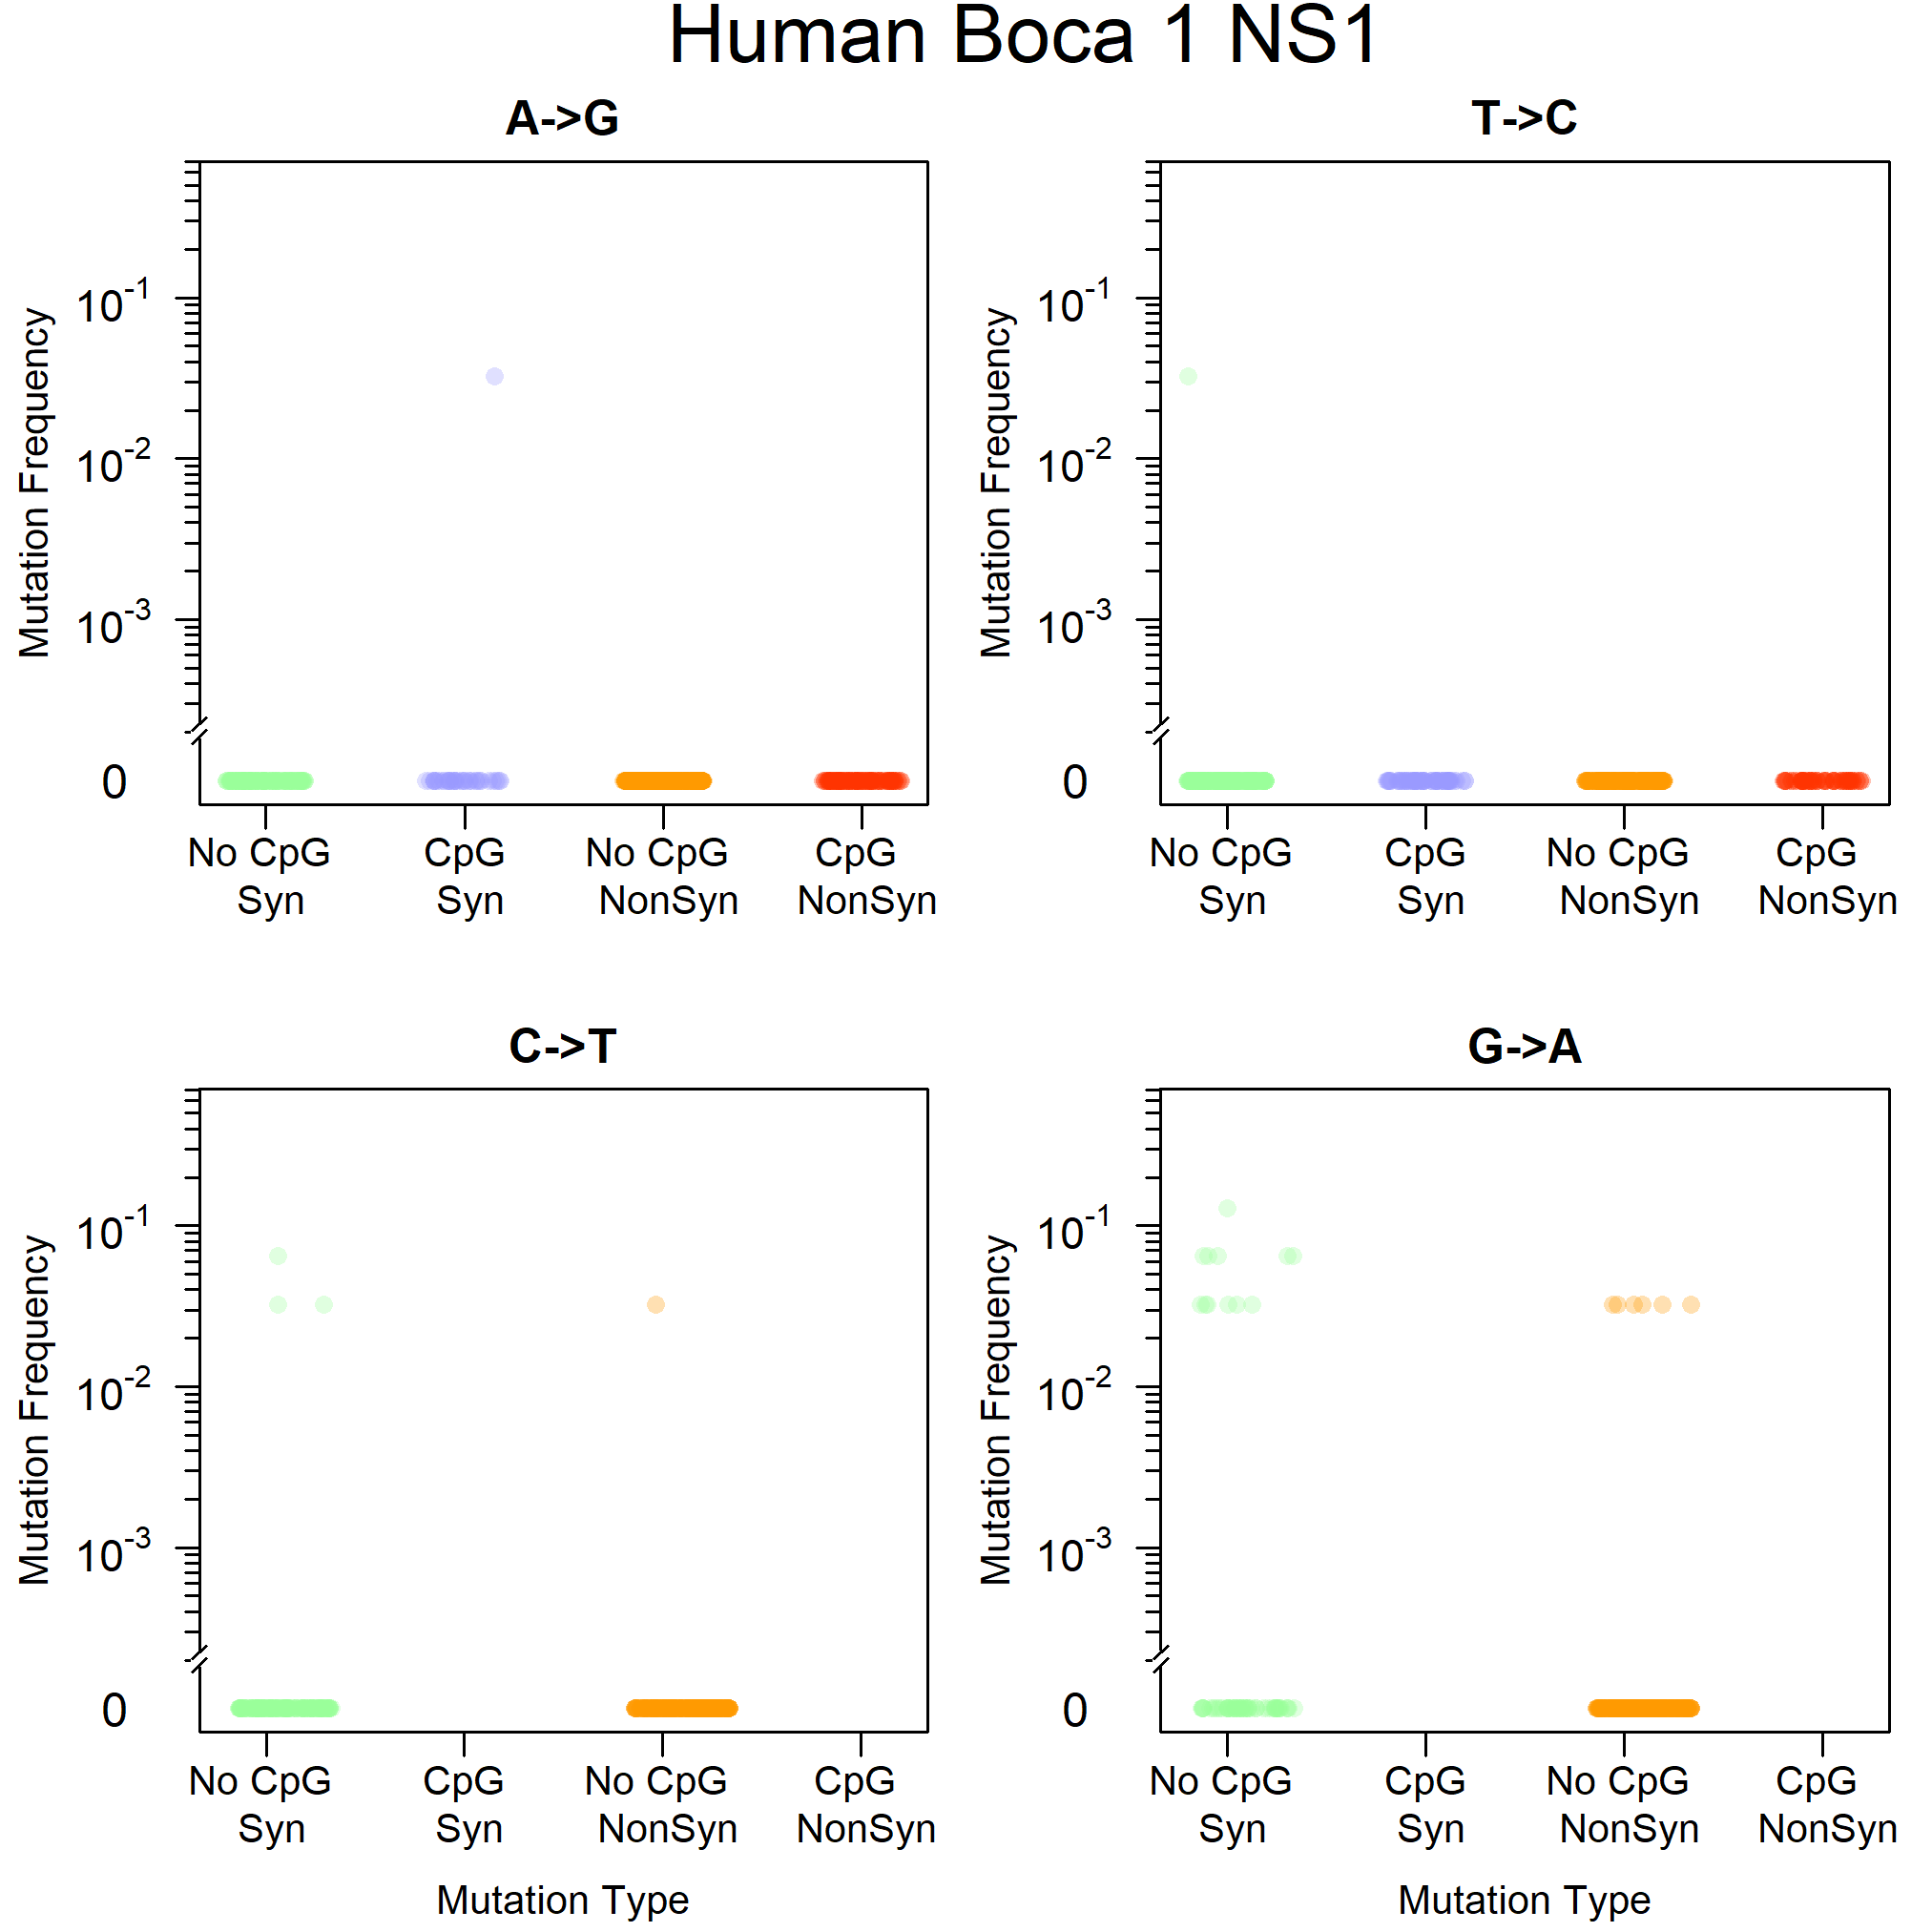 Human Boca 1 NS1
A->G
Mutation Frequency
10-1
10-2
10-3
0
No CpG CpG No CpG CpG
Syn Syn NonSyn NonSyn
T->C
Mutation Frequency
10-1
10-2
10-3
0
No CpG CpG No CpG CpG
Syn Syn NonSyn NonSyn
C->T
Mutation Frequency
10-1
10-2
10-3
0
No CpG CpG No CpG CpG
Syn Syn NonSyn NonSyn
Mutation Type
G->A
Mutation Frequency
10-1
10-2
10-3
0
No CpG CpG No CpG CpG
Syn Syn NonSyn NonSyn
Mutation Type